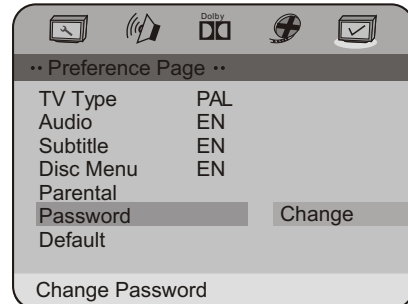 Dolby
·· Preference Page ··
TV Type PAL
Audio EN
Subtitle EN
Disc Menu EN
Parental
Password Change
Default
Change Password